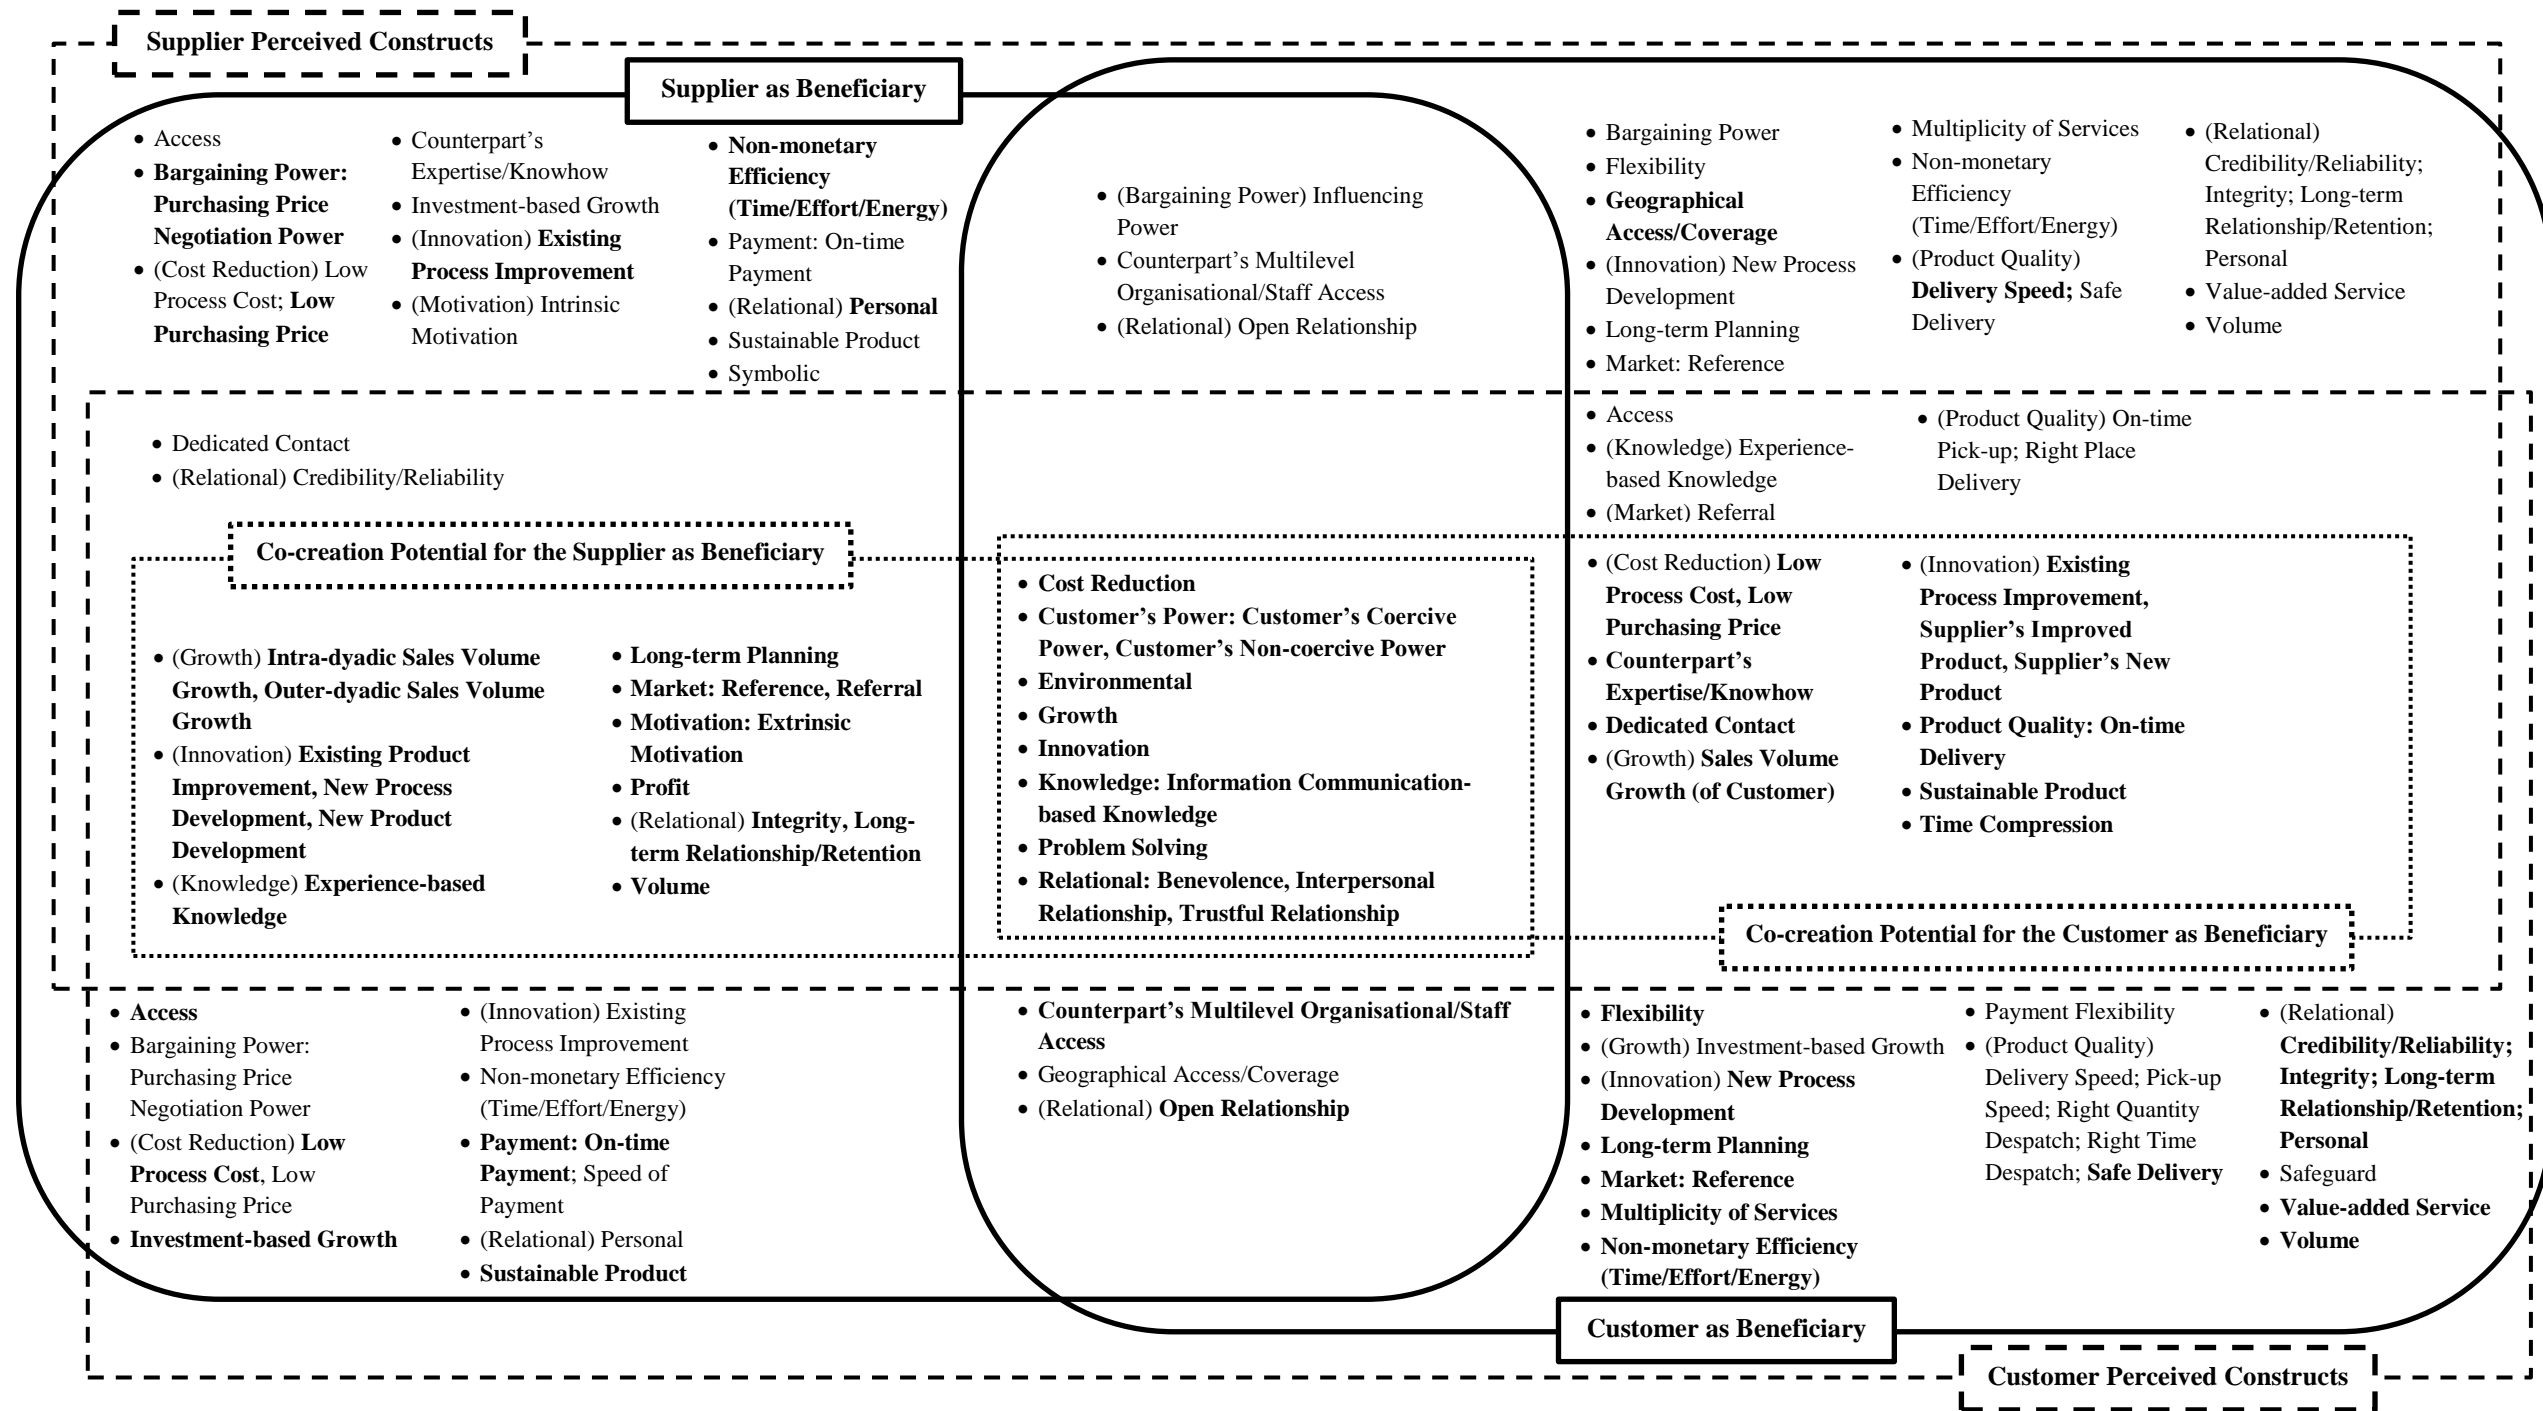 Supplier Perceived Constructs
Supplier as Beneficiary
• Access
• Bargaining Power:
Purchasing Price
Negotiation Power
• (Cost Reduction) Low
Process Cost; Low
Purchasing Price
• Counterpart’s
Expertise/Knowhow
• Investment-based Growth
• (Innovation) Existing
Process Improvement
• (Motivation) Intrinsic
Motivation
• Non-monetary
Efficiency
(Time/Effort/Energy)
• Payment: On-time
Payment
• (Relational) Personal
• Sustainable Product
• Symbolic
• (Bargaining Power) Influencing
Power
• Counterpart’s Multilevel
Organisational/Staff Access
• (Relational) Open Relationship
• Bargaining Power
• Flexibility
• Geographical
Access/Coverage
• (Innovation) New Process
Development
• Long-term Planning
• Market: Reference
• Multiplicity of Services
• Non-monetary
Efficiency
(Time/Effort/Energy)
• (Product Quality)
Delivery Speed; Safe
Delivery
• (Relational)
Credibility/Reliability;
Integrity; Long-term
Relationship/Retention;
Personal
• Value-added Service
• Volume
• Dedicated Contact
• (Relational) Credibility/Reliability
• Access
• (Knowledge) Experience-
based Knowledge
• (Market) Referral
• (Product Quality) On-time
Pick-up; Right Place
Delivery
Co-creation Potential for the Supplier as Beneficiary
• (Growth) Intra-dyadic Sales Volume
Growth, Outer-dyadic Sales Volume
Growth
• (Innovation) Existing Product
Improvement, New Process
Development, New Product
Development
• (Knowledge) Experience-based
Knowledge
• Long-term Planning
• Market: Reference, Referral
• Motivation: Extrinsic
Motivation
• Profit
• (Relational) Integrity, Long-
term Relationship/Retention
• Volume
• Cost Reduction
• Customer’s Power: Customer’s Coercive
Power, Customer’s Non-coercive Power
• Environmental
• Growth
• Innovation
• Knowledge: Information Communication-
based Knowledge
• Problem Solving
• Relational: Benevolence, Interpersonal
Relationship, Trustful Relationship
• (Cost Reduction) Low
Process Cost, Low
Purchasing Price
• Counterpart’s
Expertise/Knowhow
• Dedicated Contact
• (Growth) Sales Volume
Growth (of Customer)
• (Innovation) Existing
Process Improvement,
Supplier’s Improved
Product, Supplier’s New
Product
• Product Quality: On-time
Delivery
• Sustainable Product
• Time Compression
Co-creation Potential for the Customer as Beneficiary
• Access
• Bargaining Power:
Purchasing Price
Negotiation Power
• (Cost Reduction) Low
Process Cost, Low
Purchasing Price
• Investment-based Growth
• (Innovation) Existing
Process Improvement
• Non-monetary Efficiency
(Time/Effort/Energy)
• Payment: On-time
Payment; Speed of
Payment
• (Relational) Personal
• Sustainable Product
• Counterpart’s Multilevel Organisational/Staff
Access
• Geographical Access/Coverage
• (Relational) Open Relationship
• Flexibility
• (Growth) Investment-based Growth
• (Innovation) New Process
Development
• Long-term Planning
• Market: Reference
• Multiplicity of Services
• Non-monetary Efficiency
(Time/Effort/Energy)
• Payment Flexibility
• (Product Quality)
Delivery Speed; Pick-up
Speed; Right Quantity
Despatch; Right Time
Despatch; Safe Delivery
• (Relational)
Credibility/Reliability;
Integrity; Long-term
Relationship/Retention;
Personal
• Safeguard
• Value-added Service
• Volume
Customer as Beneficiary
Customer Perceived Constructs